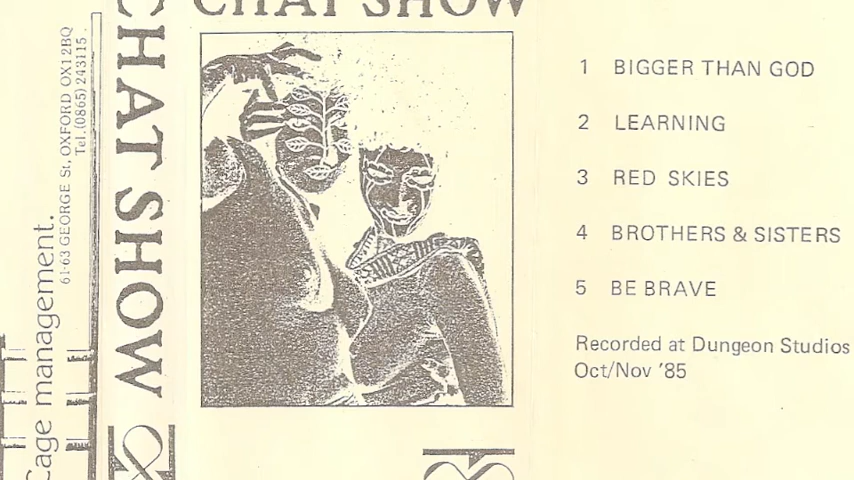 Cage management.
61-63 GEORGE St, OXFORD OX1 2BQ
Tel. (0865) 243115.
CHAT SHOW
CHAT SHOW
1 BIGGER THAN GOD
2 LEARNING
3 RED SKIES
4 BROTHERS & SISTERS
5 BE BRAVE
Recorded at Dungeon Studios
Oct/Nov '85